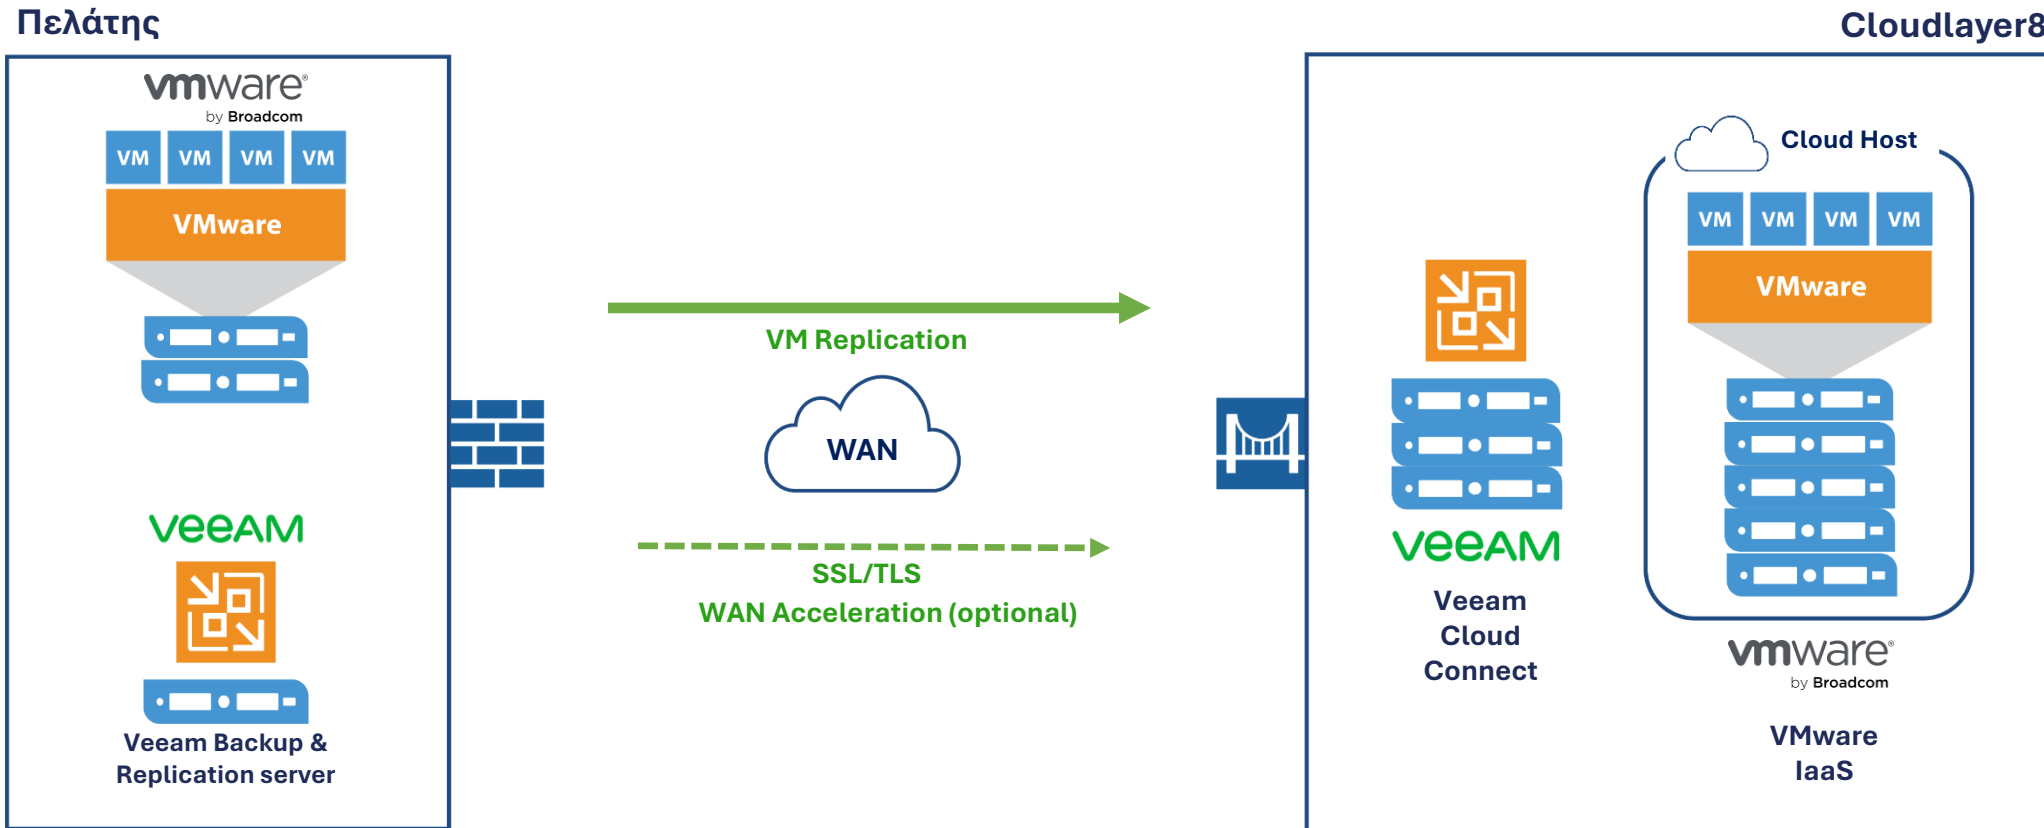 Πελάτης
vmware®
by Broadcom
VM VM VM VM
VMware
veeAM
Veeam Backup &
Replication server
VM Replication
WAN
SSL/TLS
WAN Acceleration (optional)
Cloudlayer8
veeAM
Veeam
Cloud
Connect
Cloud Host
VM VM VM VM
VMware
vmware®
by Broadcom
VMware
IaaS